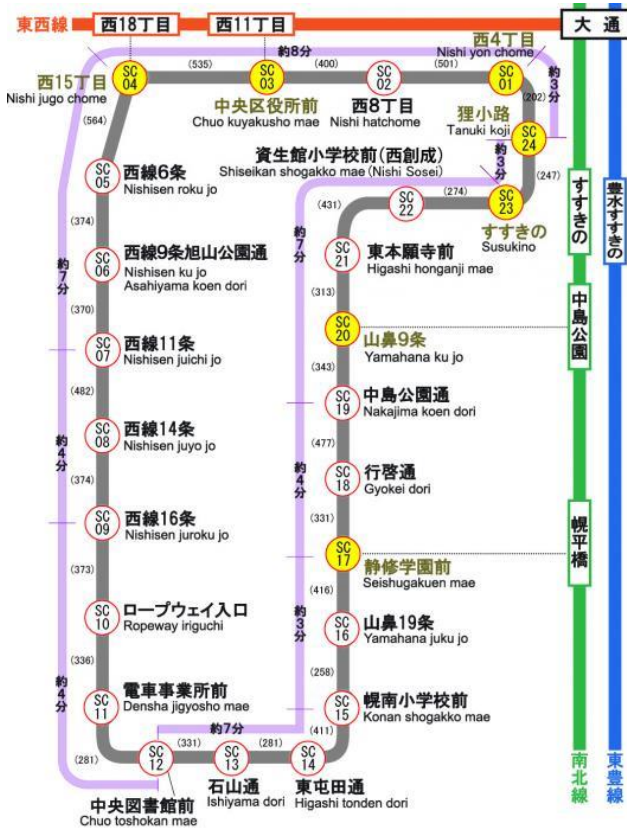 東西線
西18丁目
西11丁目
大通
約8分
西4丁目
Nishi yon chome
西15丁目
Nishi jugo chome
SC
04
(535)
SC
03
(400)
SC
02
(501)
SC
01
約3分
中央区役所前
Chuo kuyakusho mae
西8丁目
Nishi hatchome
(202)
狸小路
Tanuki koji
SC
24
(564)
資生館小学校前(西創成)
Shiseikan shogakko mae (Nishi Sosei)
約3分
(247)
SC
05
西線6条
Nishisen roku jo
(431)
SC
22
(274)
SC
23
すすきの
Susukino
すすきの
豊水すすきの
(374)
約7分
SC
06
西線9条旭山公園通
Nishisen ku jo
Asahiyama koen dori
約7分
SC
21
東本願寺前
Higashi honganji mae
(370)
(313)
中島公園
SC
07
西線11条
Nishisen juichi jo
SC
20
山鼻9条
Yamahana ku jo
(482)
(343)
SC
08
西線14条
Nishisen juyo jo
SC
19
中島公園通
Nakajima koen dori
約4分
(374)
(477)
約4分
SC
18
行啓通
Gyokei dori
SC
09
西線16条
Nishisen juroku jo
(331)
幌平橋
(373)
SC
17
静修学園前
Seishugakuen mae
SC
10
ロープウェイ入口
Ropeway iriguchi
(416)
約3分
SC
16
山鼻19条
Yamahana juku jo
(336)
約4分
(258)
SC
11
電車事業所前
Densha jigyosho mae
SC
15
幌南小学校前
Konan shogakko mae
約7分
(411)
(281)
SC
12
(331)
SC
13
(281)
SC
14
中央図書館前
Chuo toshokan mae
石山通
Ishiyama dori
東屯田通
Higashi tonden dori
南北線
東豊線